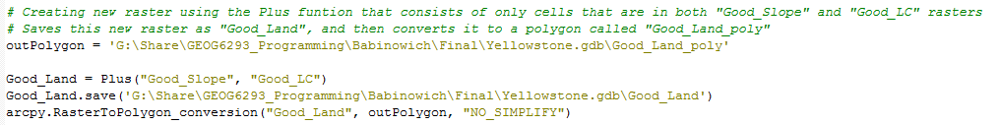 # Creating new raster using the Plus funtion that consists of only cells that are in both "Good_Slope" and "Good_LC" rasters
# Saves this new raster as "Good_Land", and then converts it to a polygon called "Good_Land_poly"
outPolygon = 'G:\Share\GEOG6293_Programming\Babinowich\Final\Yellowstone.gdb\Good_Land_poly'
Good_Land = Plus("Good_Slope", "Good_LC")
Good_Land.save('G:\Share\GEOG6293_Programming\Babinowich\Final\Yellowstone.gdb\Good_Land')
arcpy.RasterToPolygon_conversion("Good_Land", outPolygon, "NO_SIMPLIFY")